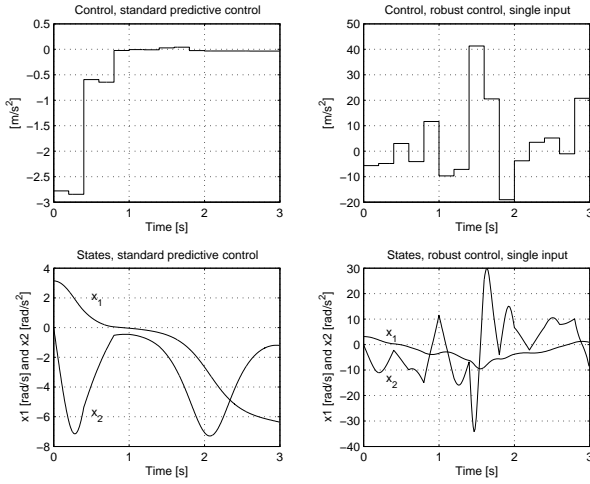 Control, standard predictive control
0.5
0
−0.5
−1
−1.5
−2
−2.5
−3
[m/s²]
0 1 2 3
Time [s]
Control, robust control, single input
50
40
30
20
10
0
−10
−20
[m/s²]
0 1 2 3
Time [s]
States, standard predictive control
4
2
0
−2
−4
−6
−8
x1 [rad/s] and x2 [rad/s²]
x₁
x₂
0 1 2 3
Time [s]
States, robust control, single input
30
20
10
0
−10
−20
−30
−40
x1 [rad/s] and x2 [rad/s²]
x₁
x₂
0 1 2 3
Time [s]